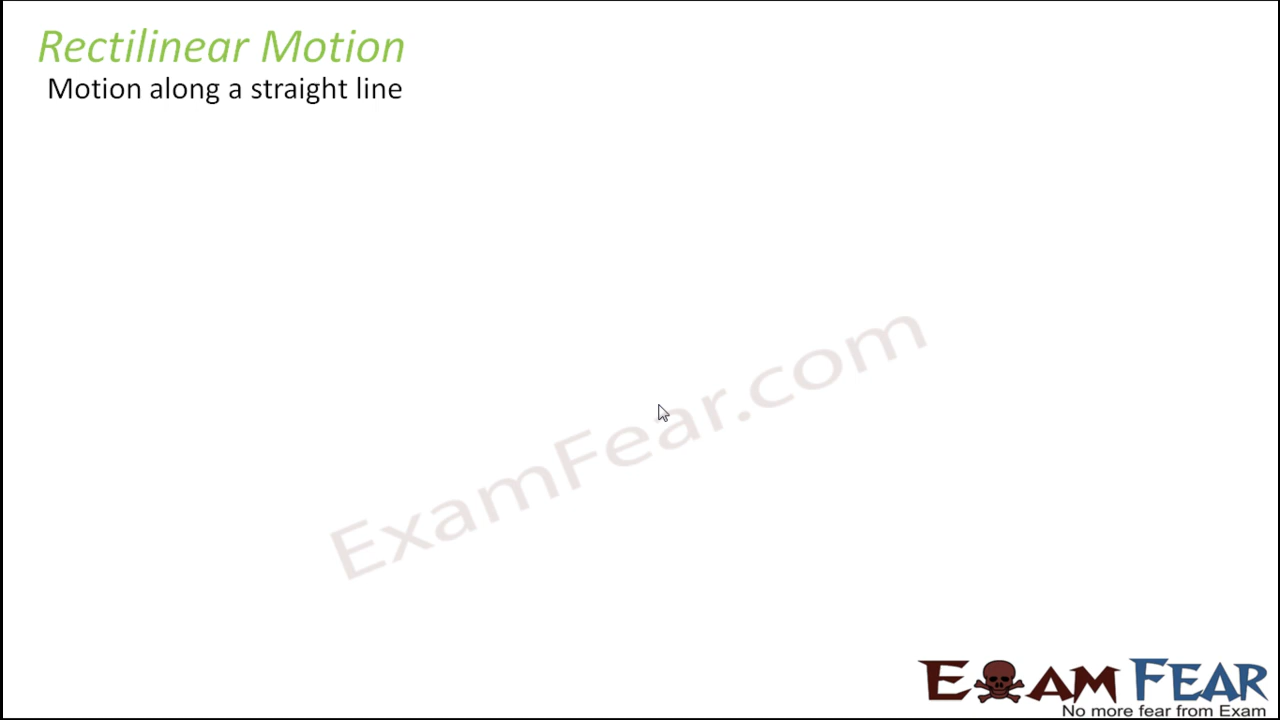 Rectilinear Motion
Motion along a straight line
ExamFear.com
EXAM FEAR
No more fear from Exam